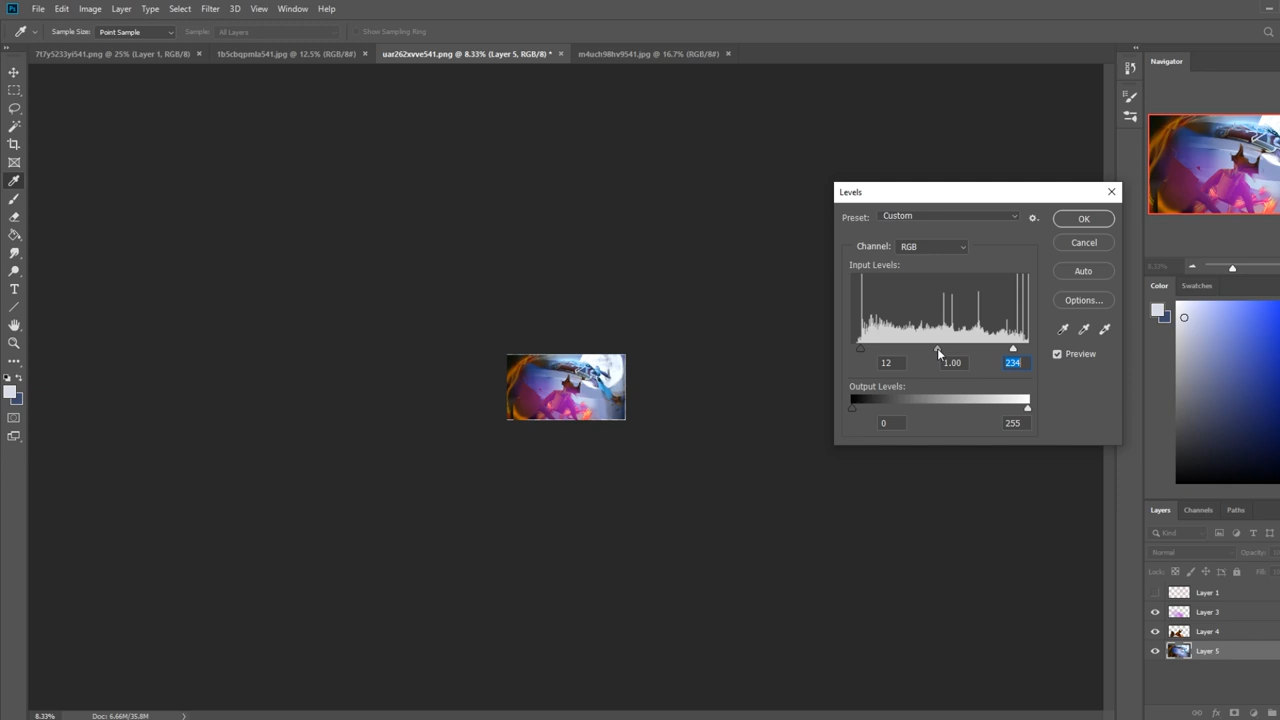 File Edit Image Layer Type Select Filter 3D View Window Help
Sample Size: Point Sample Sample: All Layers Show Sampling Ring
7t7y5233yi541.png @ 25% (Layer 1, RGB/8) × 1b5cbqpmla541.jpg @ 12.5% (RGB/8#) × uar262xvve541.png @ 8.33% (Layer 5, RGB/8) * × m4uch98hv9541.jpg @ 16.7% (RGB/8#) ×
Navigator
Levels
Preset: Custom
OK
Channel: RGB
Cancel
Input Levels:
Auto
8.33%
Color Swatches
Options...
12 1.00 234
Preview
Output Levels:
0 255
Layers Channels Paths
Kind
Normal Opacity:
Lock: Fill:
Layer 1
Layer 3
Layer 4
Layer 5
8.33% Doc: 6.66M/35.8M